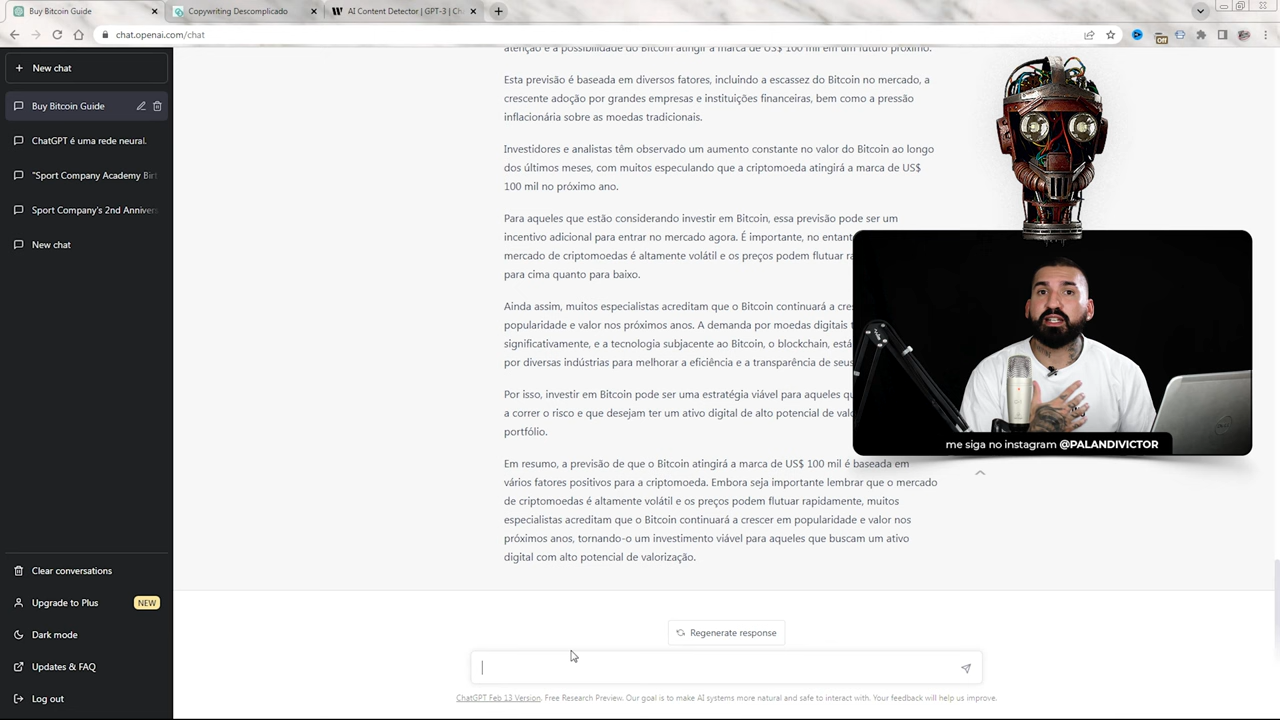 Buy Bitcoin Guide
Copywriting Descomplicado
AI Content Detector | GPT-3 | Ch
chat.openai.com/chat
Off
New chat
Buy Bitcoin Guide
ChatGPT é uma rede neural.
"Sport Company Academy Birt
Sport Company's 2nd Annivers
New chat
Clear conversations
Upgrade to Plus NEW
Dark mode
Updates & FAQ
Log out
atenção é a possibilidade do Bitcoin atingir a marca de US$ 100 mil em um futuro próximo.
Esta previsão é baseada em diversos fatores, incluindo a escassez do Bitcoin no mercado, a
crescente adoção por grandes empresas e instituições financeiras, bem como a pressão
inflacionária sobre as moedas tradicionais.
Investidores e analistas têm observado um aumento constante no valor do Bitcoin ao longo
dos últimos meses, com muitos especulando que a criptomoeda atingirá a marca de US$
100 mil no próximo ano.
Para aqueles que estão considerando investir em Bitcoin, essa previsão pode ser um
incentivo adicional para entrar no mercado agora. É importante, no entant
mercado de criptomoedas é altamente volátil e os preços podem flutuar ra
para cima quanto para baixo.
Ainda assim, muitos especialistas acreditam que o Bitcoin continuará a cres
popularidade e valor nos próximos anos. A demanda por moedas digitais t
significativamente, e a tecnologia subjacente ao Bitcoin, o blockchain, está
por diversas indústrias para melhorar a eficiência e a transparência de seus
Por isso, investir em Bitcoin pode ser uma estratégia viável para aqueles qu
a correr o risco e que desejam ter um ativo digital de alto potencial de valo
portfólio.
Em resumo, a previsão de que o Bitcoin atingirá a marca de US$ 100 mil é baseada em
vários fatores positivos para a criptomoeda. Embora seja importante lembrar que o mercado
de criptomoedas é altamente volátil e os preços podem flutuar rapidamente, muitos
especialistas acreditam que o Bitcoin continuará a crescer em popularidade e valor nos
próximos anos, tornando-o um investimento viável para aqueles que buscam um ativo
digital com alto potencial de valorização.
me siga no instagram @PALANDIVICTOR
Regenerate response
ChatGPT Feb 13 Version. Free Research Preview. Our goal is to make AI systems more natural and safe to interact with. Your feedback will help us improve.